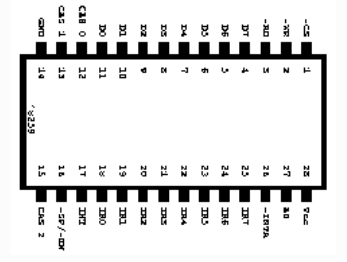 GND CAS 1 CAS 0 D0 D1 D2 D3 D4 D5 D6 D7 -RD -WR -CS
14 13 12 11 10 9 8 7 6 5 4 3 2 1
8259
15 16 17 18 19 20 21 22 23 24 25 26 27 28
CAS 2 -SP/-EN INT IR0 IR1 IR2 IR3 IR4 IR5 IR6 IR7 -INTA A0 Vcc